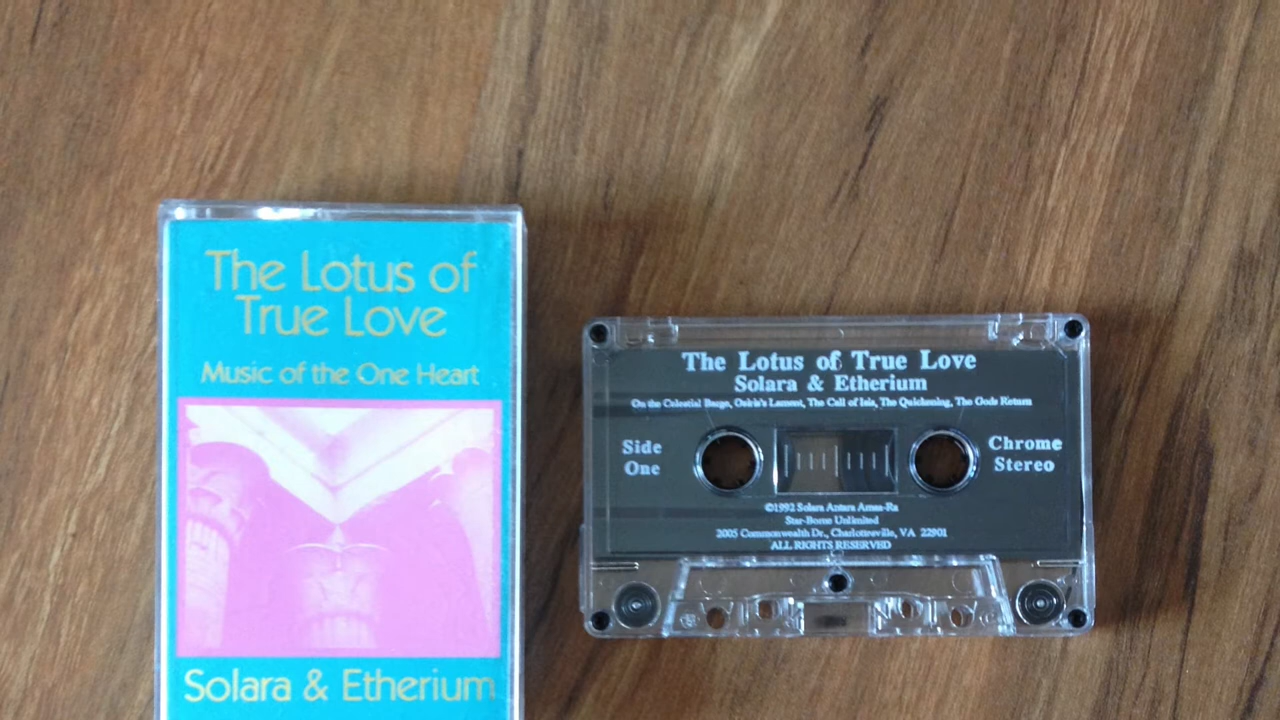 The Lotus of
True Love
Music of the One Heart
Solara & Etherium
The Lotus of True Love
Solara & Etherium
On the Celestial Barge, Osiris's Lament, The Call of Isis, The Quickening, The Gods Return
Side
One
Chrome
Stereo
©1992 Solara Antara Amaa-Ra
Star-Borne Unlimited
2005 Commonwealth Dr., Charlottesville, VA 22901
ALL RIGHTS RESERVED